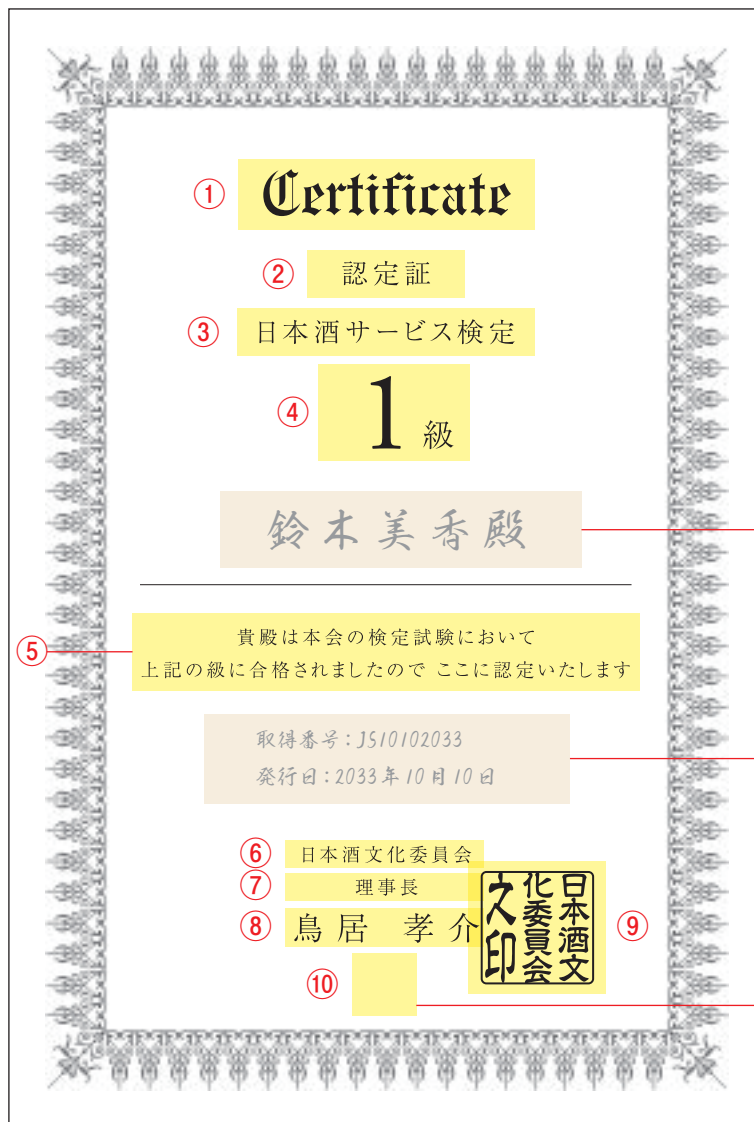 ① Certificate
② 認定証
③ 日本酒サービス検定
④ 1級
鈴木美香殿
⑤ 貴殿は本会の検定試験において
上記の級に合格されましたので ここに認定いたします
取得番号：JS10102033
発行日：2033年10月10日
⑥ 日本酒文化委員会
⑦ 理事長
⑧ 鳥居 孝介
日本酒文
化委員会
之印
⑨
⑩